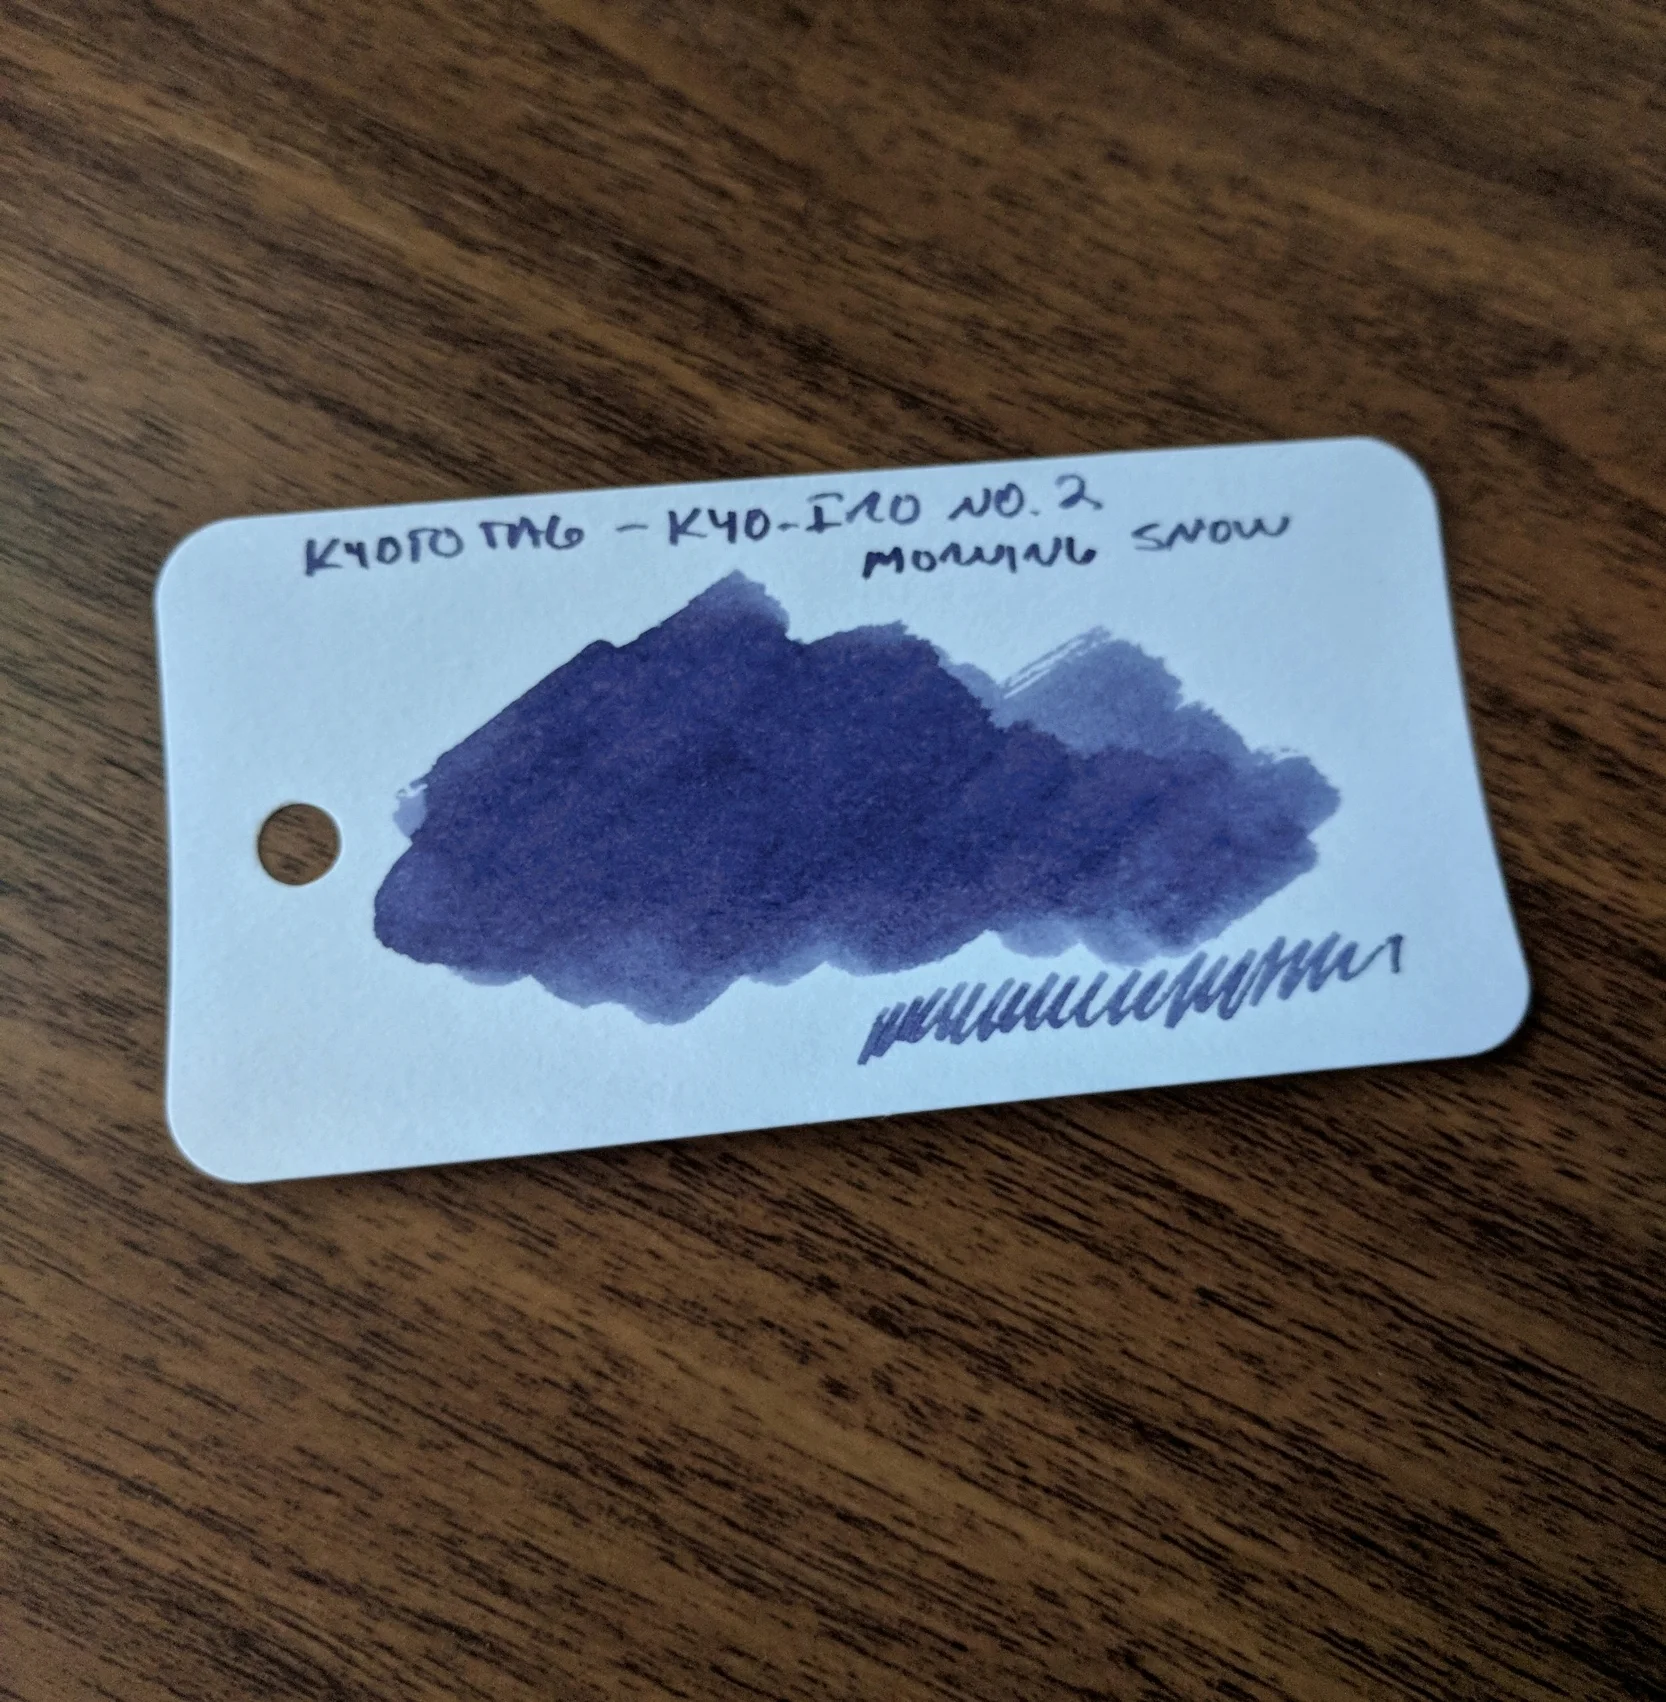 KYOTO TAG – KYO-IRO NO. 2
MORNING SNOW